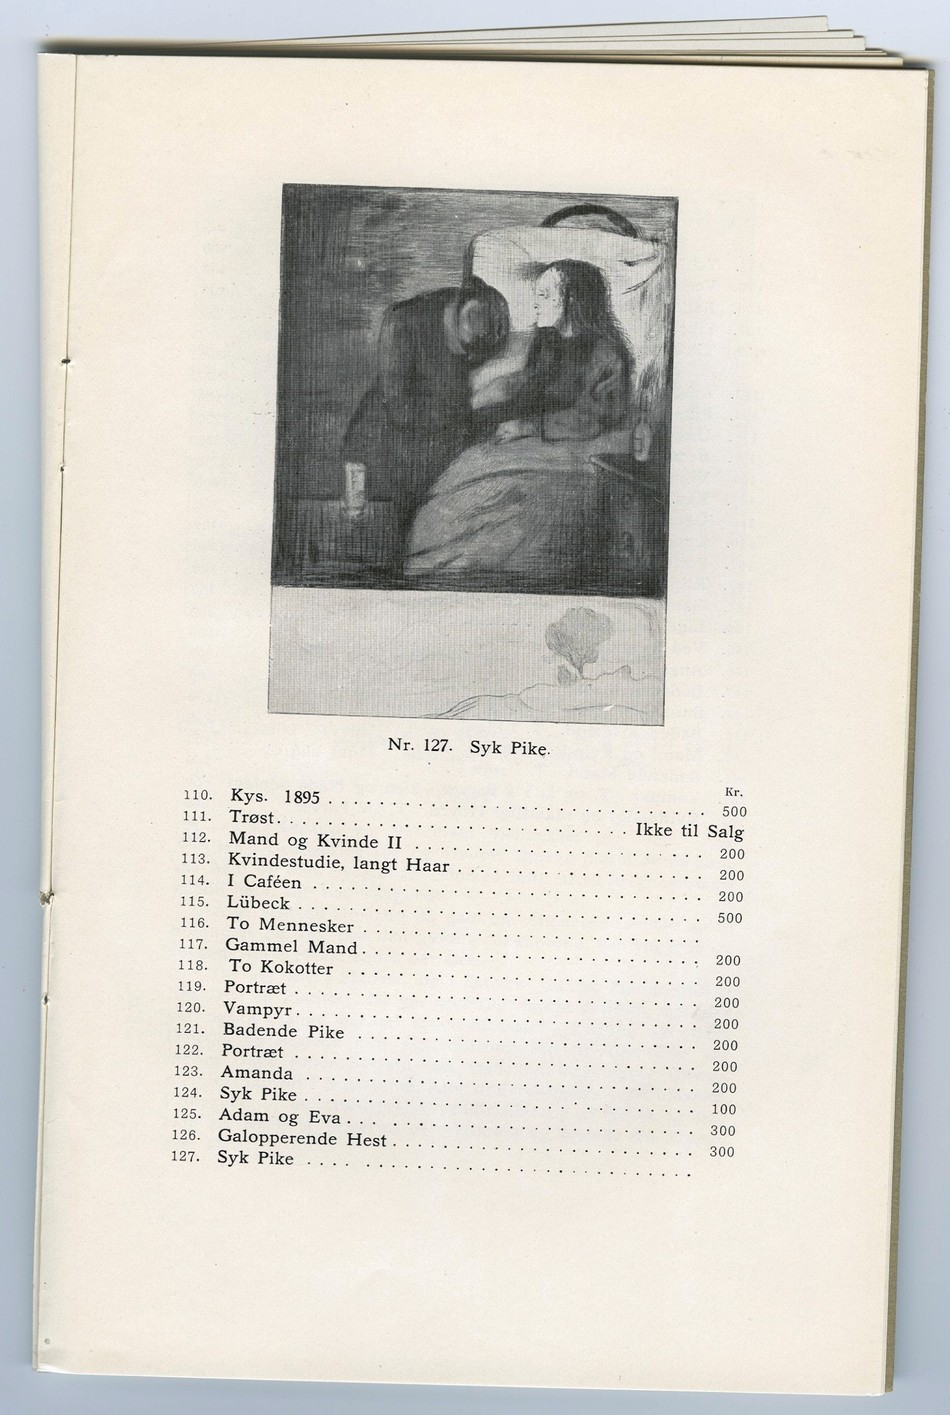 Nr. 127. Syk Pike.
Kr.
110. Kys. 1895 . . . . . . . . . . . . . . . . . . . . . . . . . . . . . . 500
111. Trøst. . . . . . . . . . . . . . . . . . . . . . . . . . . . Ikke til Salg
112. Mand og Kvinde II . . . . . . . . . . . . . . . . . . . . . . . 200
113. Kvindestudie, langt Haar . . . . . . . . . . . . . . . . . . . . 200
114. I Caféen . . . . . . . . . . . . . . . . . . . . . . . . . . . . . . 200
115. Lübeck . . . . . . . . . . . . . . . . . . . . . . . . . . . . . . . 500
116. To Mennesker . . . . . . . . . . . . . . . . . . . . . . . . . . .
117. Gammel Mand . . . . . . . . . . . . . . . . . . . . . . . . . . . 200
118. To Kokotter . . . . . . . . . . . . . . . . . . . . . . . . . . . . 200
119. Portræt . . . . . . . . . . . . . . . . . . . . . . . . . . . . . . . 200
120. Vampyr . . . . . . . . . . . . . . . . . . . . . . . . . . . . . . . 200
121. Badende Pike . . . . . . . . . . . . . . . . . . . . . . . . . . . 200
122. Portræt . . . . . . . . . . . . . . . . . . . . . . . . . . . . . . . 200
123. Amanda . . . . . . . . . . . . . . . . . . . . . . . . . . . . . . . 200
124. Syk Pike . . . . . . . . . . . . . . . . . . . . . . . . . . . . . . 100
125. Adam og Eva . . . . . . . . . . . . . . . . . . . . . . . . . . . 300
126. Galopperende Hest . . . . . . . . . . . . . . . . . . . . . . . . 300
127. Syk Pike . . . . . . . . . . . . . . . . . . . . . . . . . . . . . .